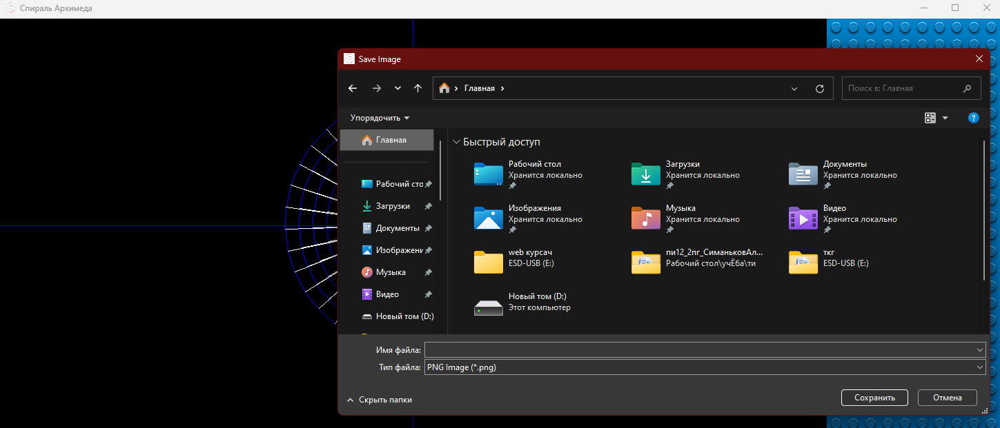 Спираль Архимеда
Save Image
Главная
Поиск в: Главная
Упорядочить
Главная
Рабочий сто
Загрузки
Документы
Изображени
Музыка
Видео
Новый том (D:)
Быстрый доступ
Рабочий стол
Хранится локально
Загрузки
Хранится локально
Документы
Хранится локально
Изображения
Хранится локально
Музыка
Хранится локально
Видео
Хранится локально
web курсач
ESD-USB (E:)
пи12_2пг_СиманьковАл...
Рабочий стол\учЁба\ти
ткг
ESD-USB (E:)
Новый том (D:)
Этот компьютер
Имя файла:
Тип файла: PNG Image (*.png)
Скрыть папки
Сохранить
Отмена